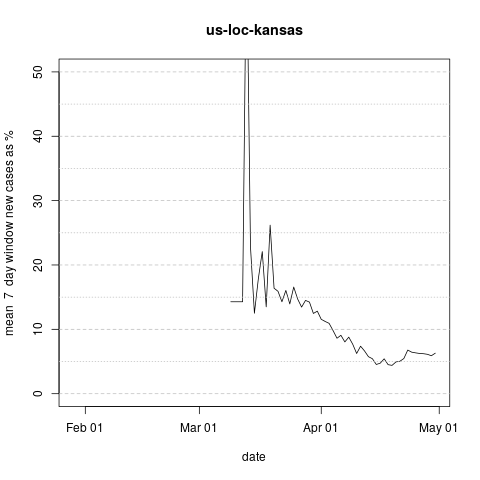 us-loc-kansas
mean 7 day window new cases as %
50
40
30
20
10
0
Feb 01
Mar 01
Apr 01
May 01
date